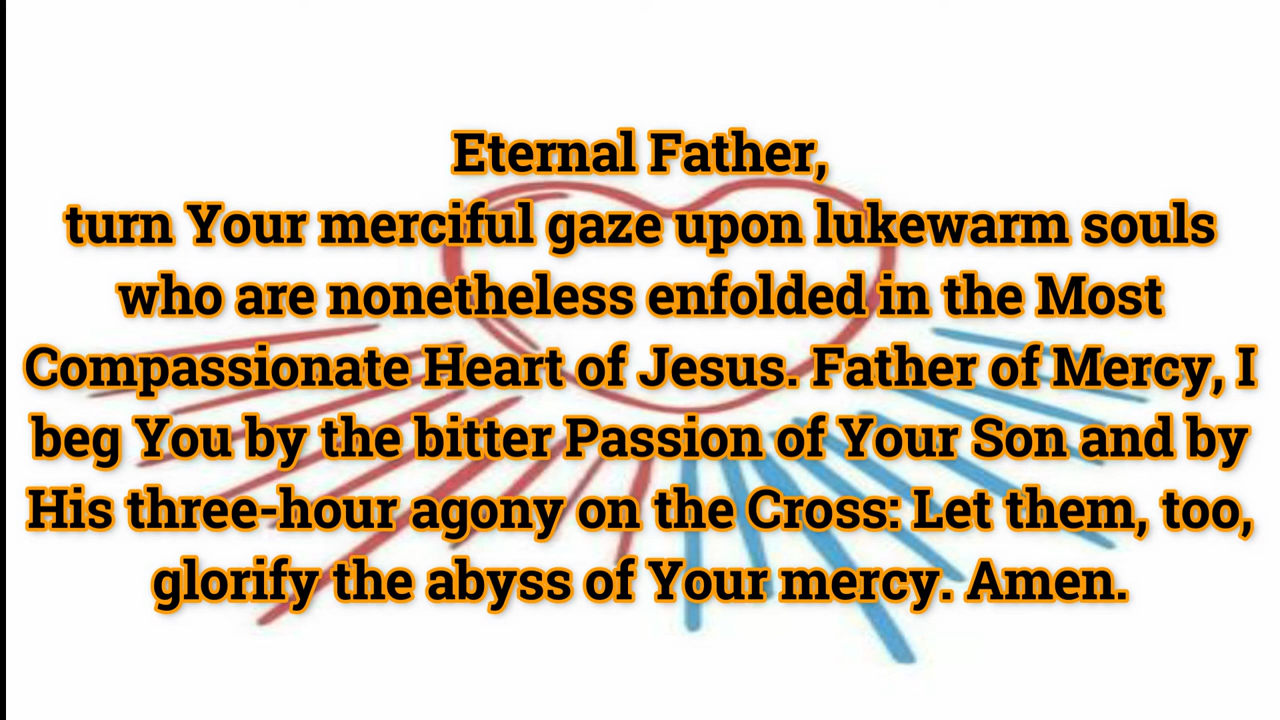 Eternal Father,
turn Your merciful gaze upon lukewarm souls
who are nonetheless enfolded in the Most
Compassionate Heart of Jesus. Father of Mercy, I
beg You by the bitter Passion of Your Son and by
His three-hour agony on the Cross: Let them, too,
glorify the abyss of Your mercy. Amen.